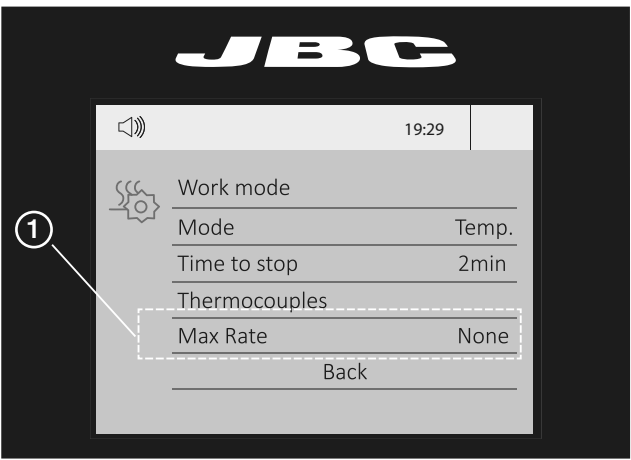 JBC
19:29
Work mode
Mode Temp.
Time to stop 2min
Thermocouples
1
Max Rate None
Back